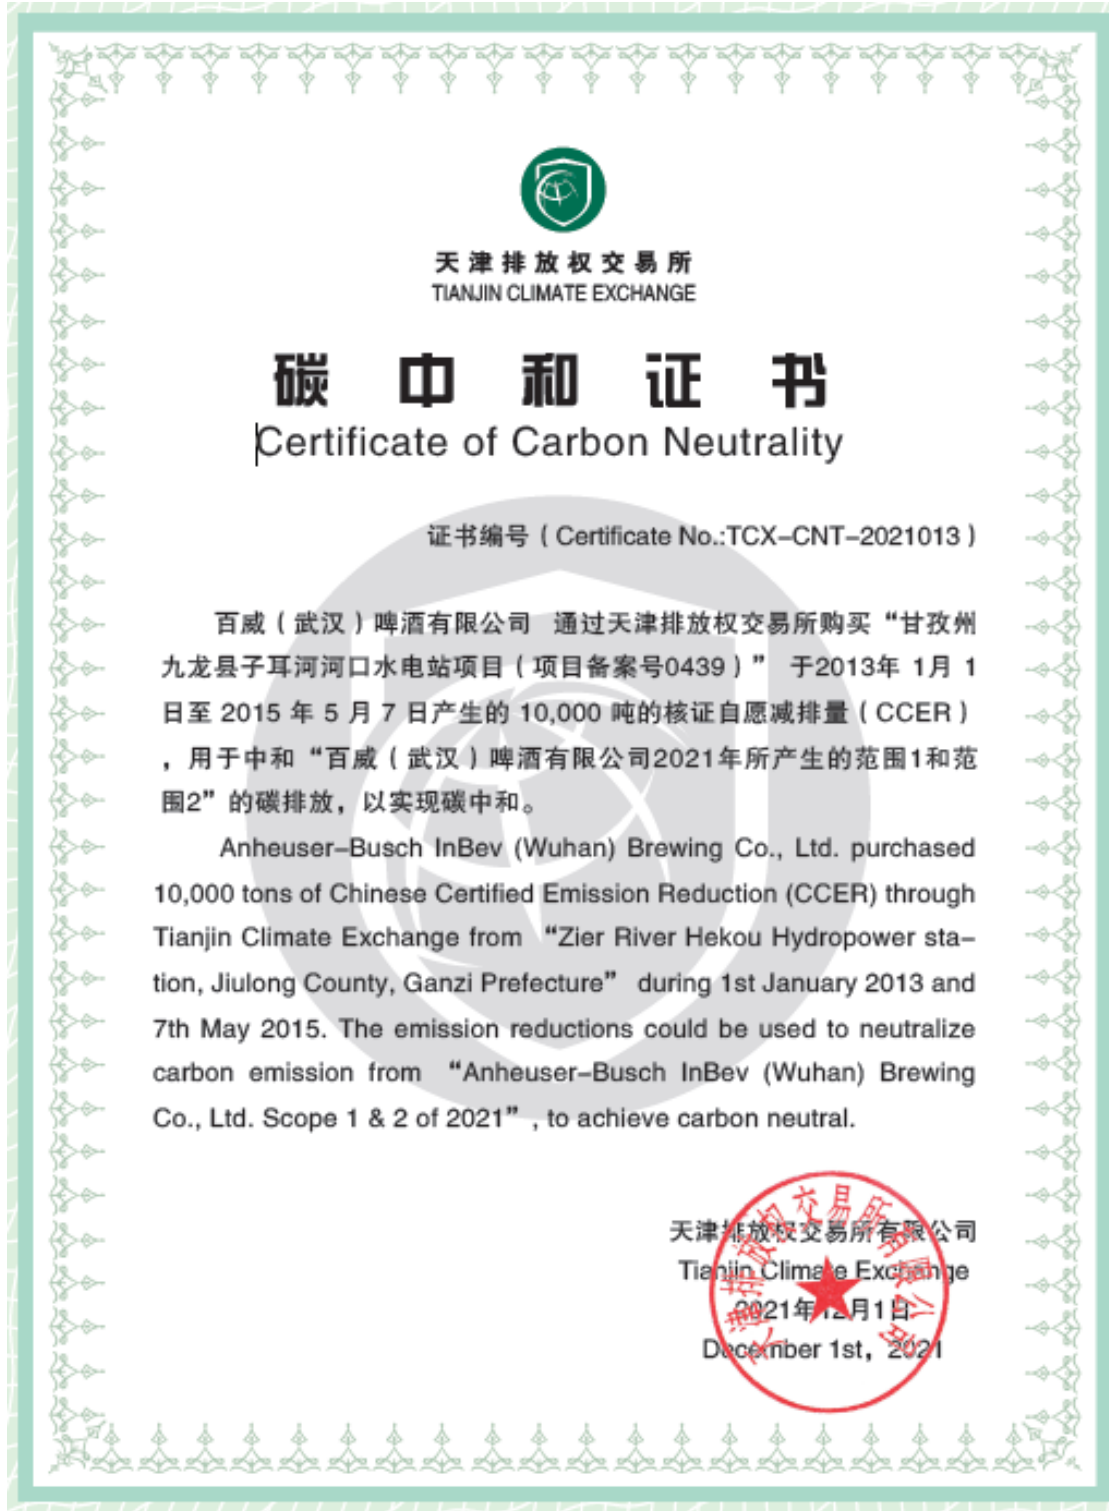 天津排放权交易所
TIANJIN CLIMATE EXCHANGE
碳中和证书
Certificate of Carbon Neutrality
证书编号（Certificate No.:TCX-CNT-2021013）
百威（武汉）啤酒有限公司 通过天津排放权交易所购买“甘孜州
九龙县子耳河河口水电站项目（项目备案号0439）” 于2013年 1月 1
日至 2015 年 5 月 7 日产生的 10,000 吨的核证自愿减排量（CCER）
，用于中和“百威（武汉）啤酒有限公司2021年所产生的范围1和范
围2”的碳排放，以实现碳中和。
Anheuser-Busch InBev (Wuhan) Brewing Co., Ltd. purchased
10,000 tons of Chinese Certified Emission Reduction (CCER) through
Tianjin Climate Exchange from “Zier River Hekou Hydropower sta-
tion, Jiulong County, Ganzi Prefecture” during 1st January 2013 and
7th May 2015. The emission reductions could be used to neutralize
carbon emission from “Anheuser-Busch InBev (Wuhan) Brewing
Co., Ltd. Scope 1 & 2 of 2021”, to achieve carbon neutral.
天津排放权交易所有限公司
Tianjin Climate Exchange
2021年12月1日
December 1st, 2021
天津排放权交易所有限公司